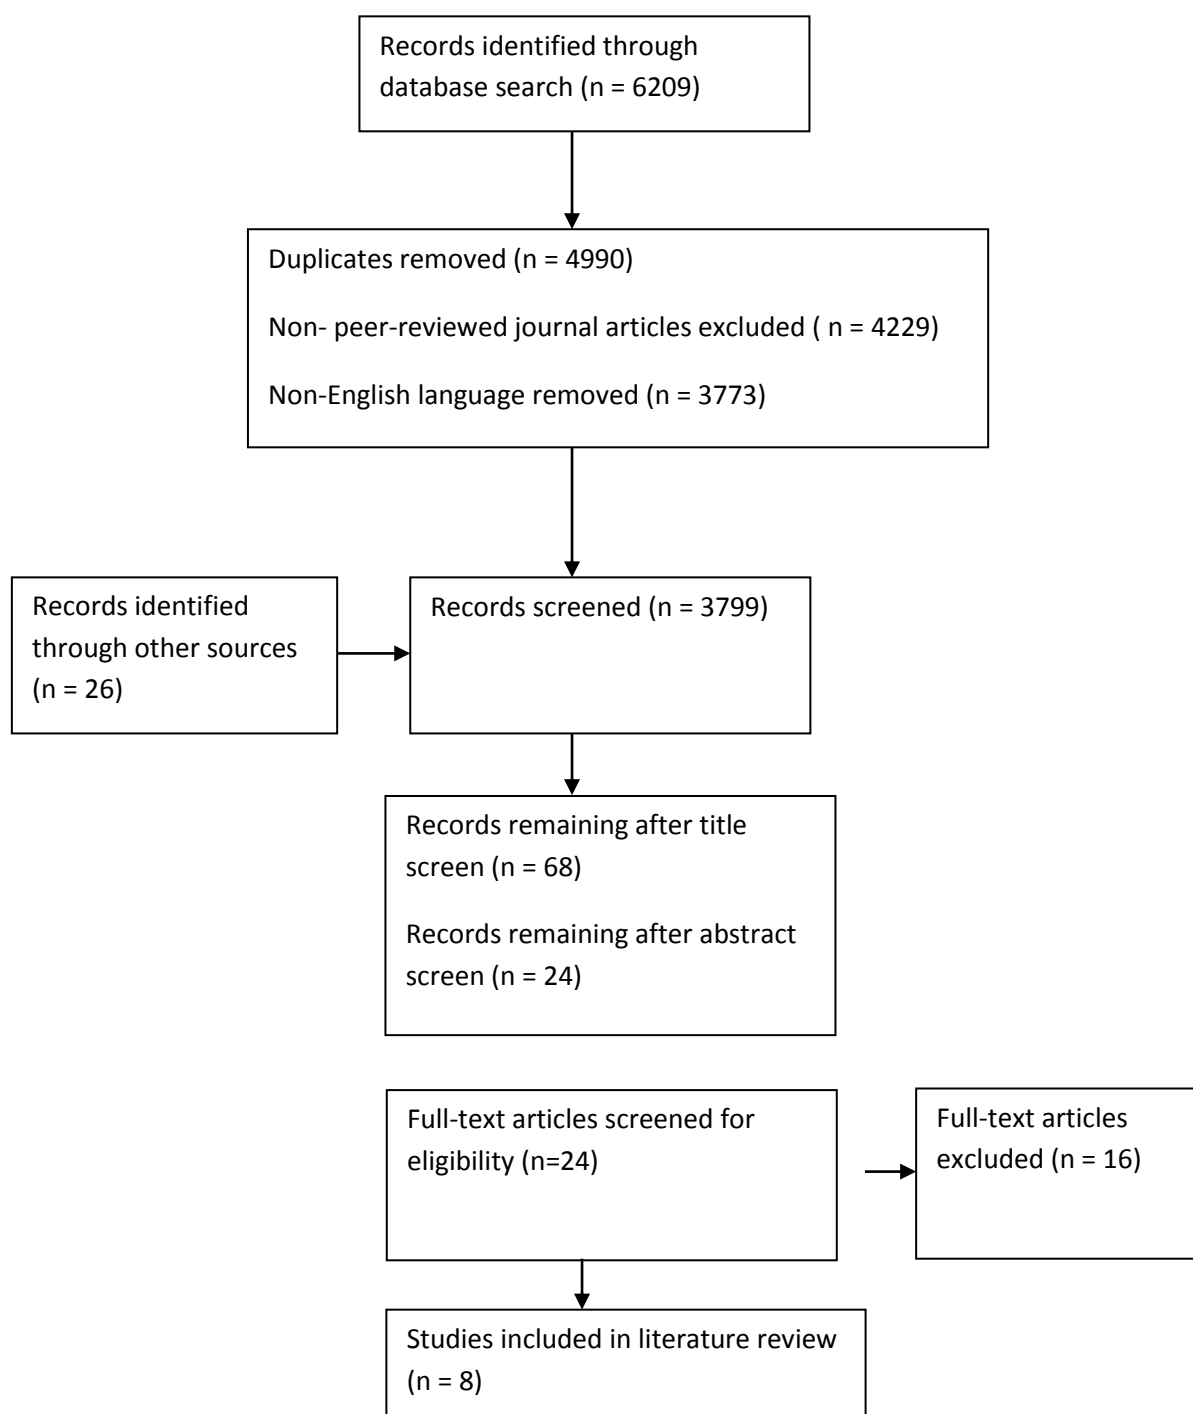 Records identified through
database search (n = 6209)
Duplicates removed (n = 4990)
Non- peer-reviewed journal articles excluded ( n = 4229)
Non-English language removed (n = 3773)
Records identified
through other sources
(n = 26)
Records screened (n = 3799)
Records remaining after title
screen (n = 68)
Records remaining after abstract
screen (n = 24)
Full-text articles screened for
eligibility (n=24)
Full-text articles
excluded (n = 16)
Studies included in literature review
(n = 8)